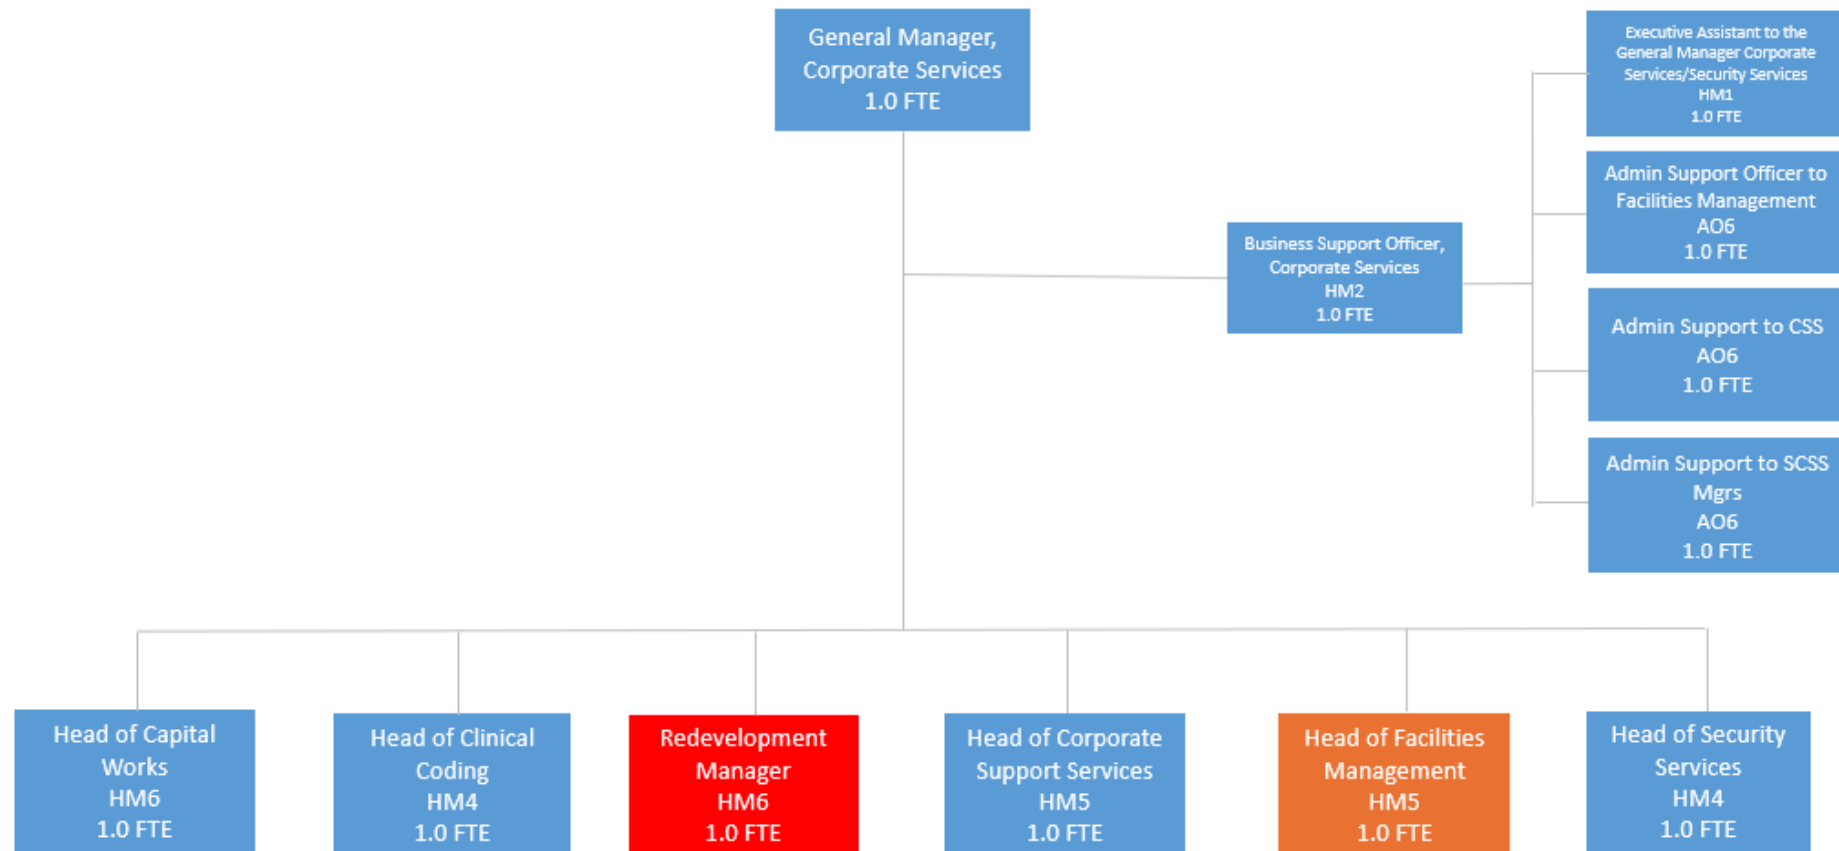 General Manager,
Corporate Services
1.0 FTE
Executive Assistant to the
General Manager Corporate
Services/Security Services
HM1
1.0 FTE
Admin Support Officer to
Facilities Management
AO6
1.0 FTE
Business Support Officer,
Corporate Services
HM2
1.0 FTE
Admin Support to CSS
AO6
1.0 FTE
Admin Support to SCSS
Mgrs
AO6
1.0 FTE
Head of Capital
Works
HM6
1.0 FTE
Head of Clinical
Coding
HM4
1.0 FTE
Redevelopment
Manager
HM6
1.0 FTE
Head of Corporate
Support Services
HM5
1.0 FTE
Head of Facilities
Management
HM5
1.0 FTE
Head of Security
Services
HM4
1.0 FTE